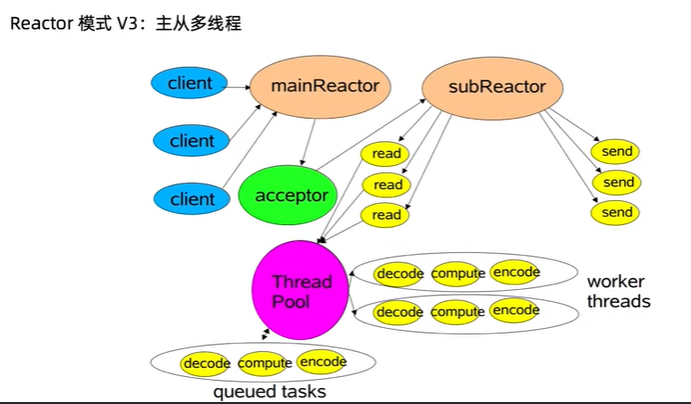 Reactor 模式 V3：主从多线程
client
mainReactor
subReactor
client
read
send
read
send
client
acceptor
read
send
Thread
Pool
decode compute encode
worker
threads
decode compute encode
decode compute encode
queued tasks